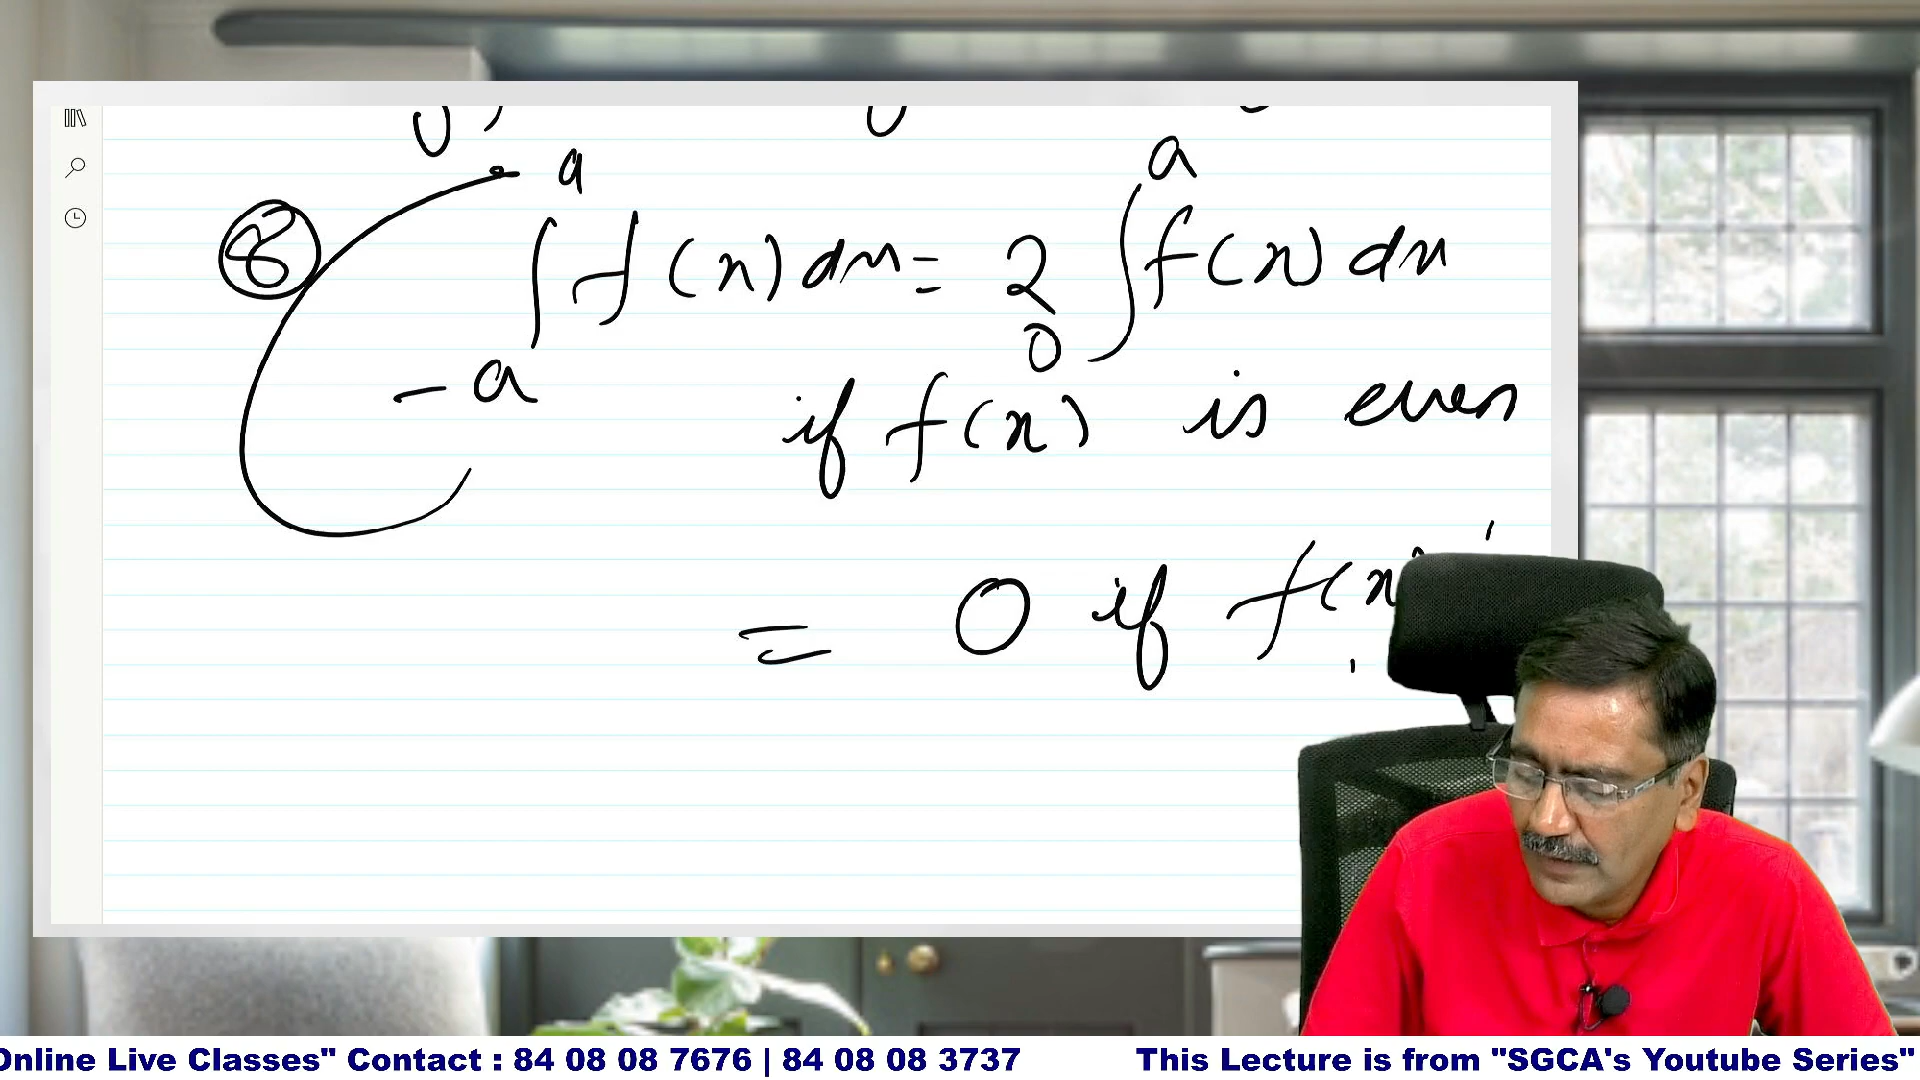 a a
⑧ ∫ f(x) dx = 2 ∫ f(x) dx
-a 0
if f(x) is even
= 0 if f(x
Online Live Classes" Contact : 84 08 08 7676 | 84 08 08 3737 This Lecture is from "SGCA's Youtube Series"